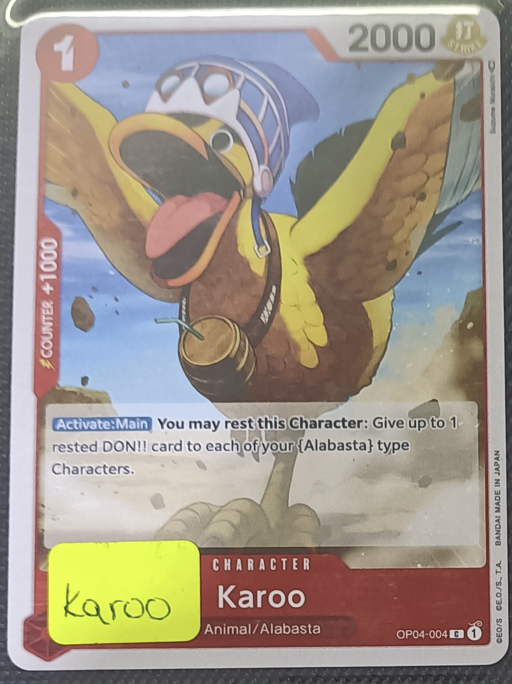 1
2000
打
STRIKE
COUNTER +1000
Activate:Main You may rest this Character: Give up to 1
rested DON!! card to each of your {Alabasta} type
Characters.
CHARACTER
Karoo
Karoo
Animal/Alabasta
OP04-004 C 1
BANDAI MADE IN JAPAN
©E.O/S., T.A.
©EO/S